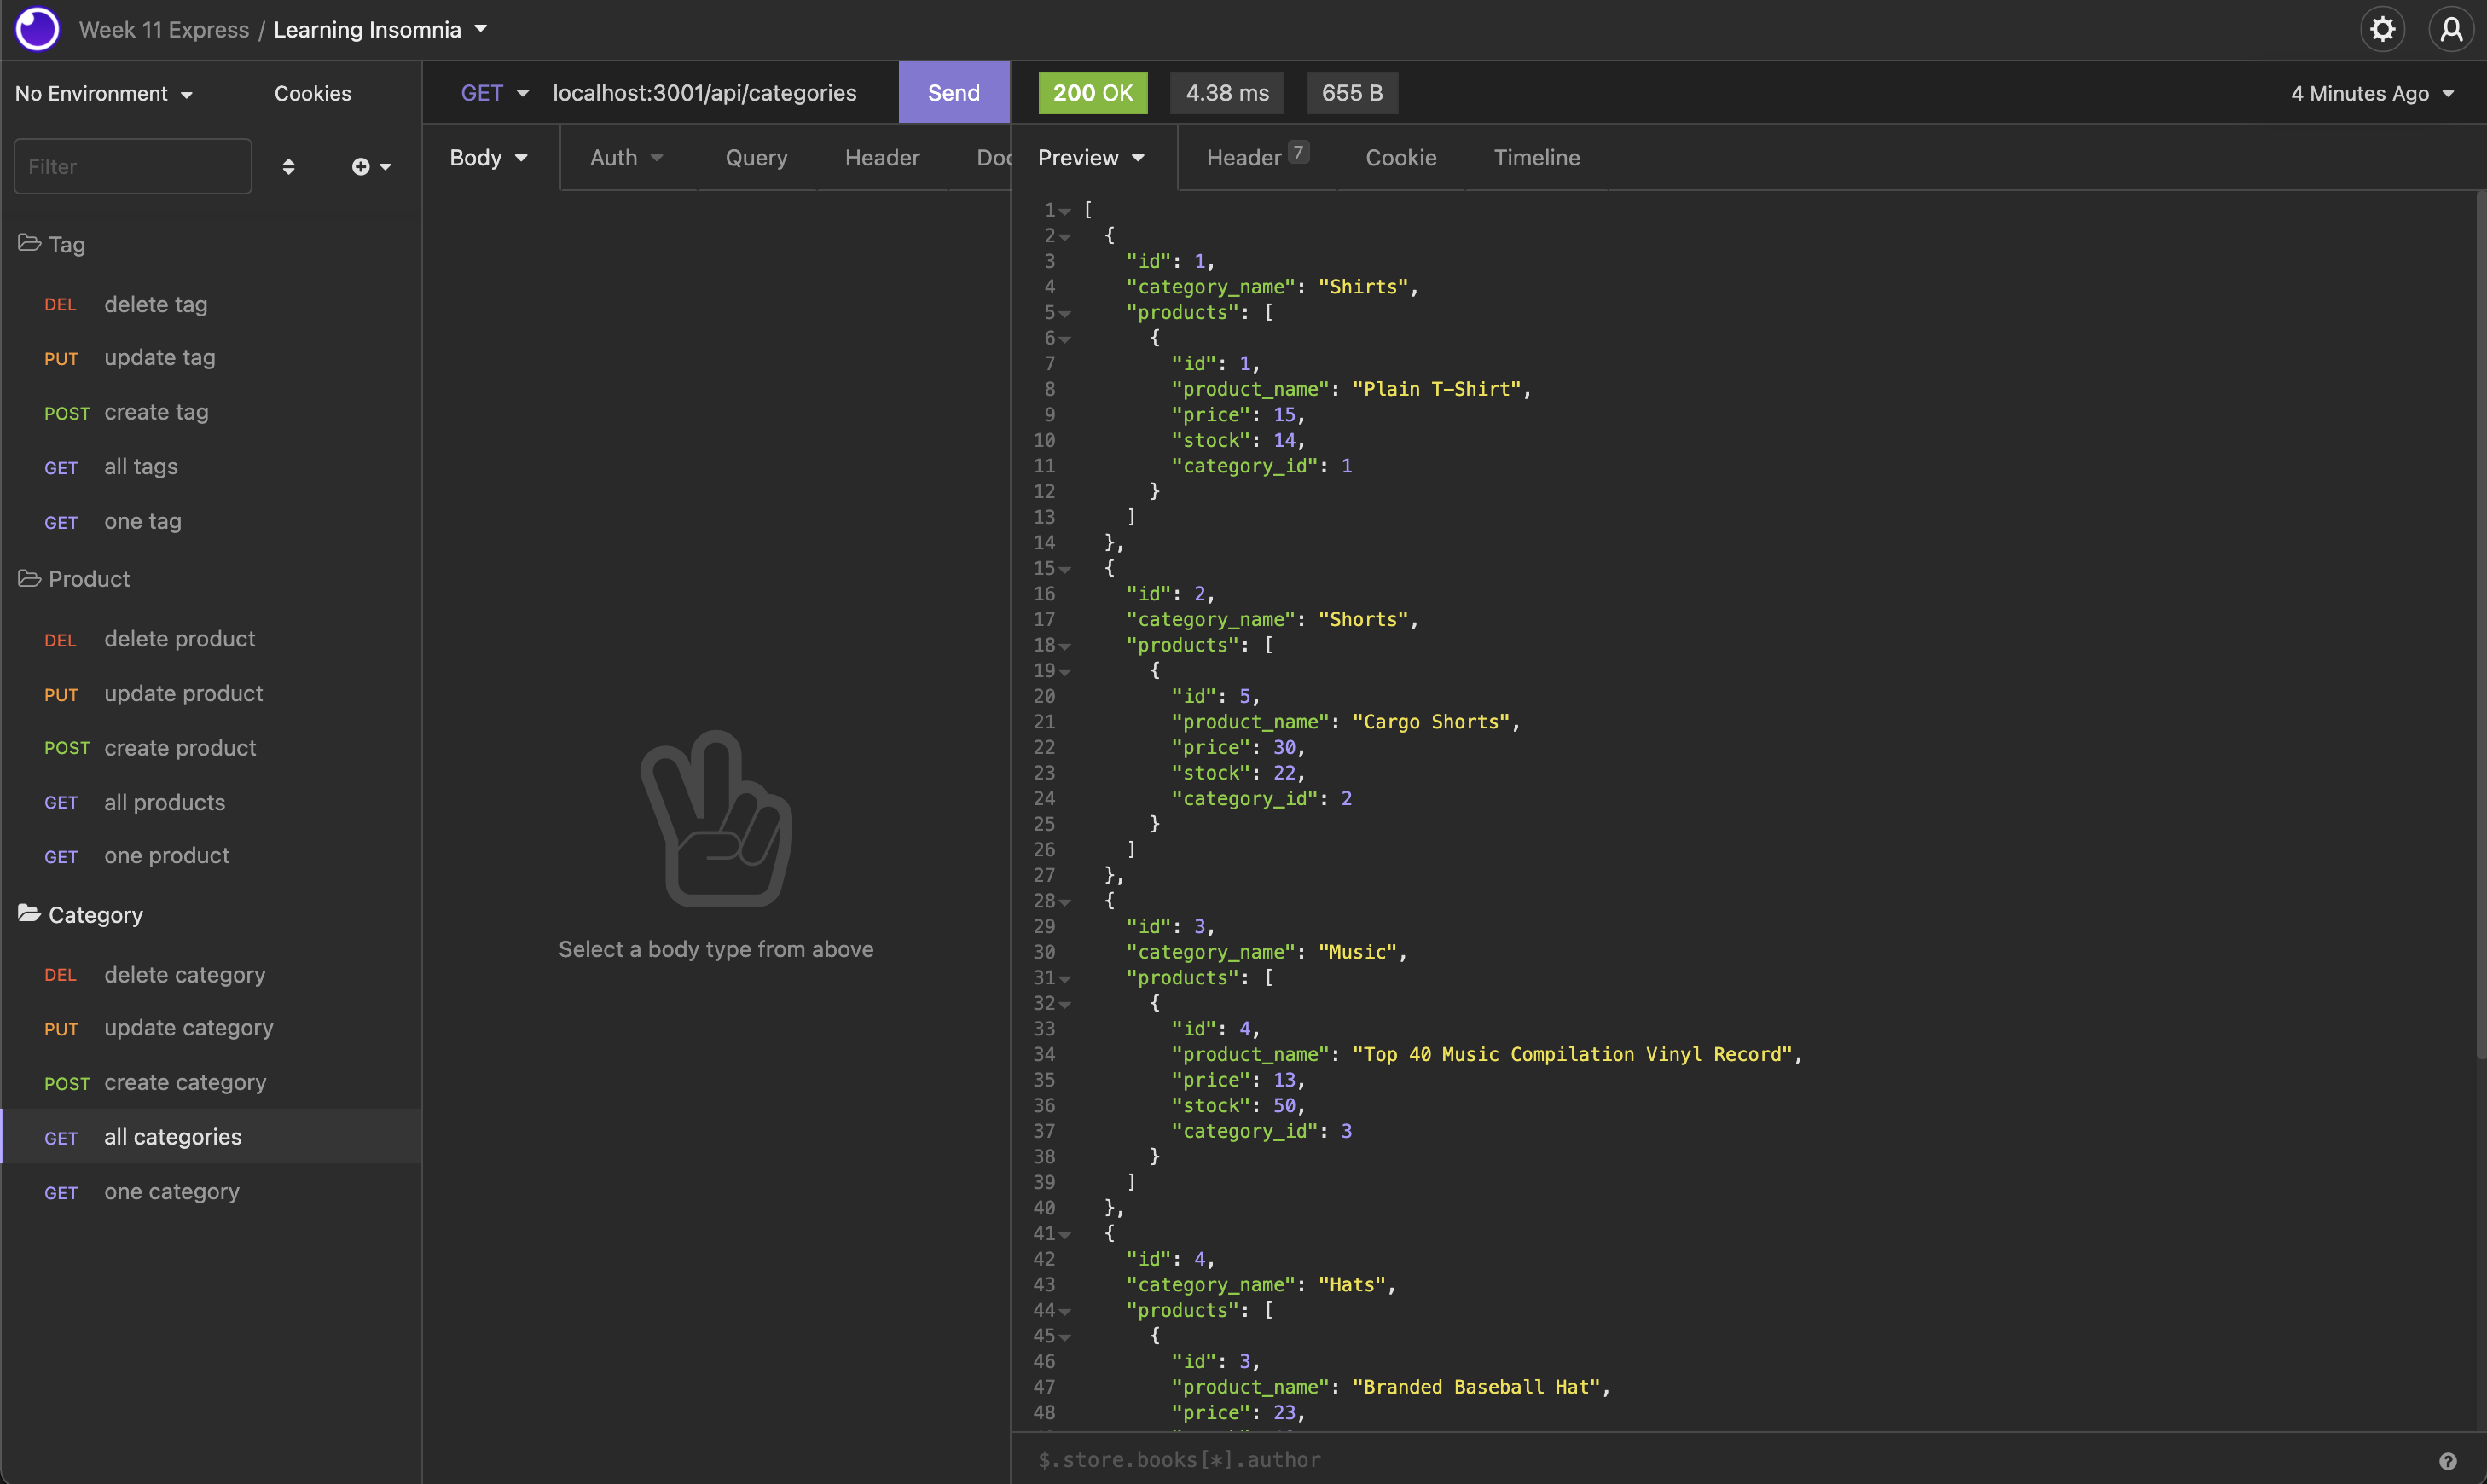 Week 11 Express / Learning Insomnia
No Environment
Cookies
Filter
Tag
DEL delete tag
PUT update tag
POST create tag
GET all tags
GET one tag
Product
DEL delete product
PUT update product
POST create product
GET all products
GET one product
Category
DEL delete category
PUT update category
POST create category
GET all categories
GET one category
GET localhost:3001/api/categories Send
Body Auth Query Header
Select a body type from above
200 OK 4.38 ms 655 B 4 Minutes Ago
Preview Header 7 Cookie Timeline
1 [
2 {
3 "id": 1,
4 "category_name": "Shirts",
5 "products": [
6 {
7 "id": 1,
8 "product_name": "Plain T-Shirt",
9 "price": 15,
10 "stock": 14,
11 "category_id": 1
12 }
13 ]
14 },
15 {
16 "id": 2,
17 "category_name": "Shorts",
18 "products": [
19 {
20 "id": 5,
21 "product_name": "Cargo Shorts",
22 "price": 30,
23 "stock": 22,
24 "category_id": 2
25 }
26 ]
27 },
28 {
29 "id": 3,
30 "category_name": "Music",
31 "products": [
32 {
33 "id": 4,
34 "product_name": "Top 40 Music Compilation Vinyl Record",
35 "price": 13,
36 "stock": 50,
37 "category_id": 3
38 }
39 ]
40 },
41 {
42 "id": 4,
43 "category_name": "Hats",
44 "products": [
45 {
46 "id": 3,
47 "product_name": "Branded Baseball Hat",
48 "price": 23,
$.store.books[*].author
?